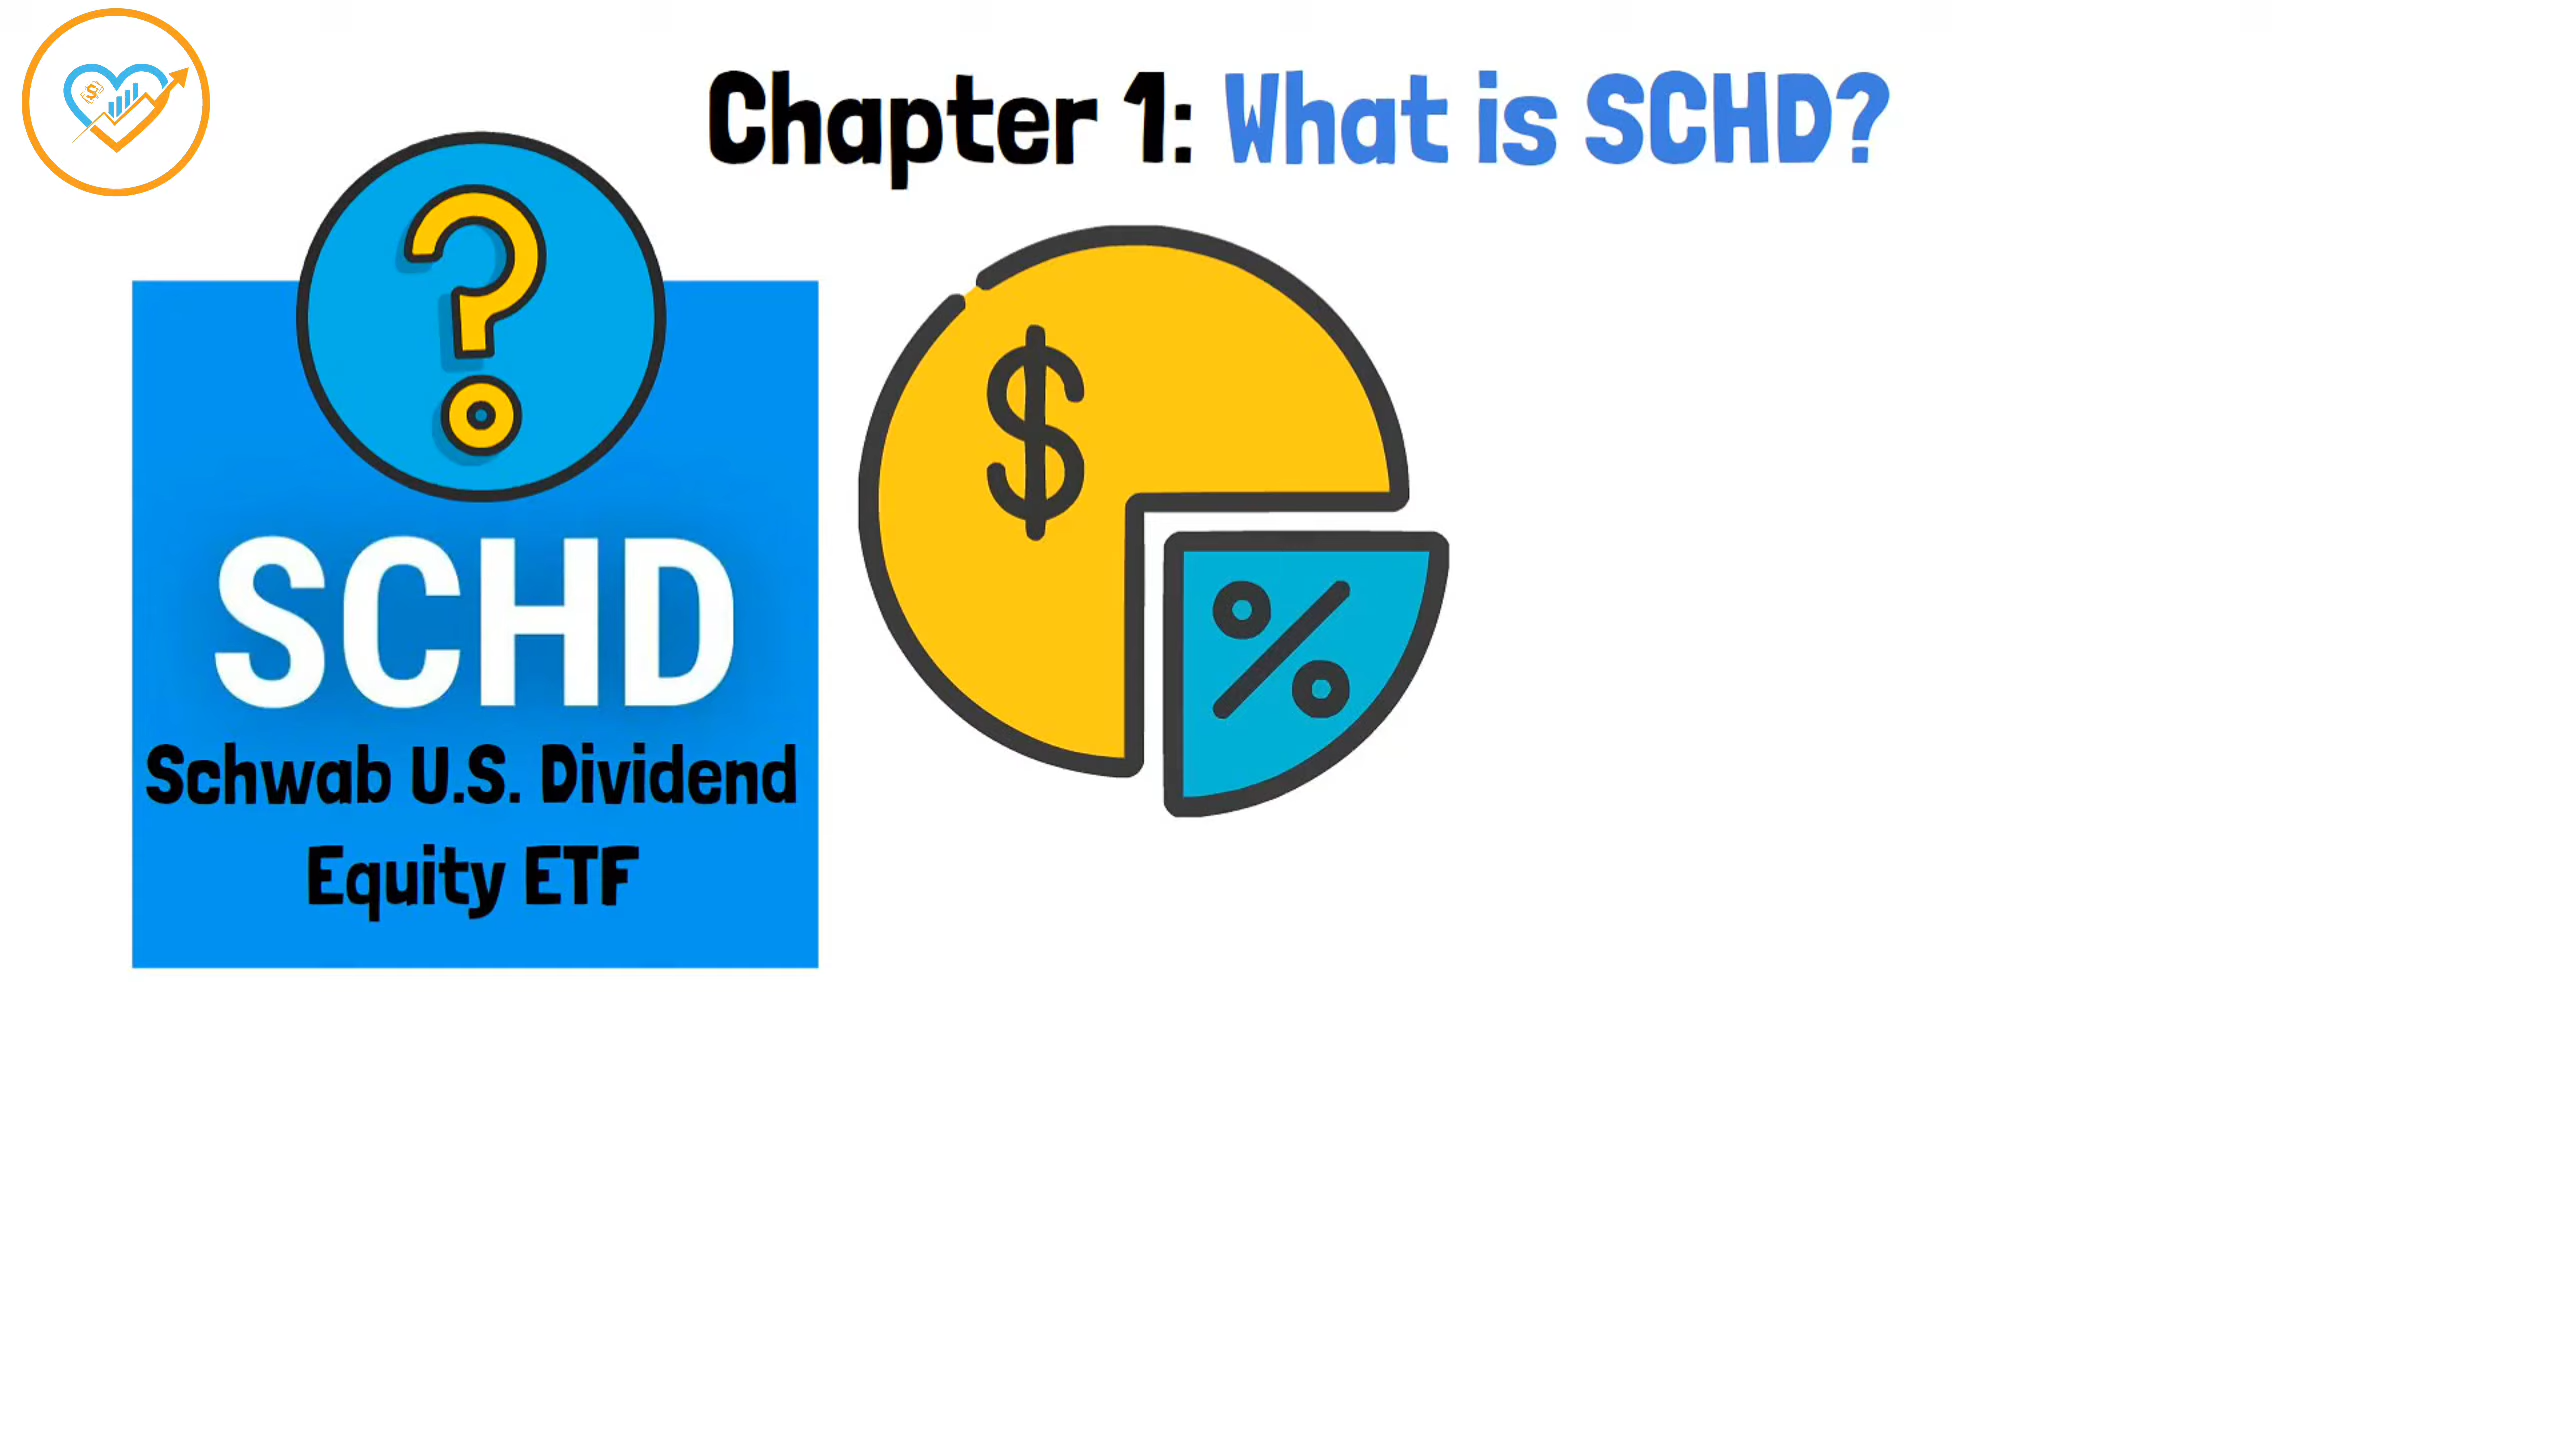 Chapter 1: What is SCHD?
?
SCHD
Schwab U.S. Dividend
Equity ETF
$
%